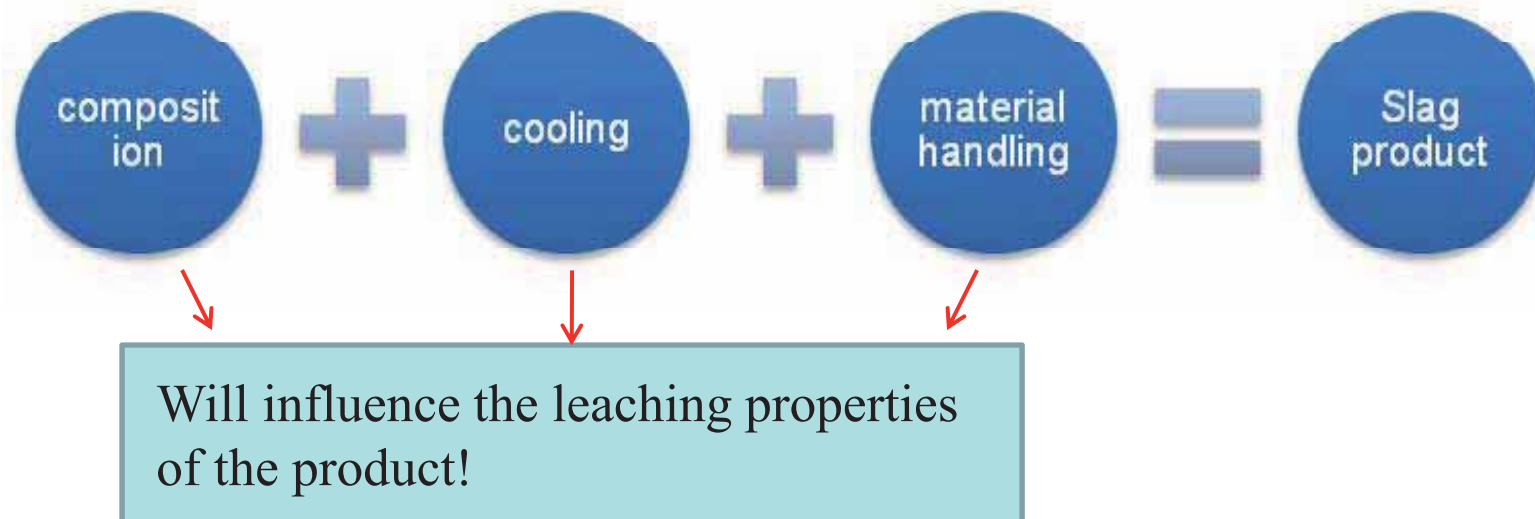 composit
ion
cooling
material
handling
Slag
product
Will influence the leaching properties
of the product!